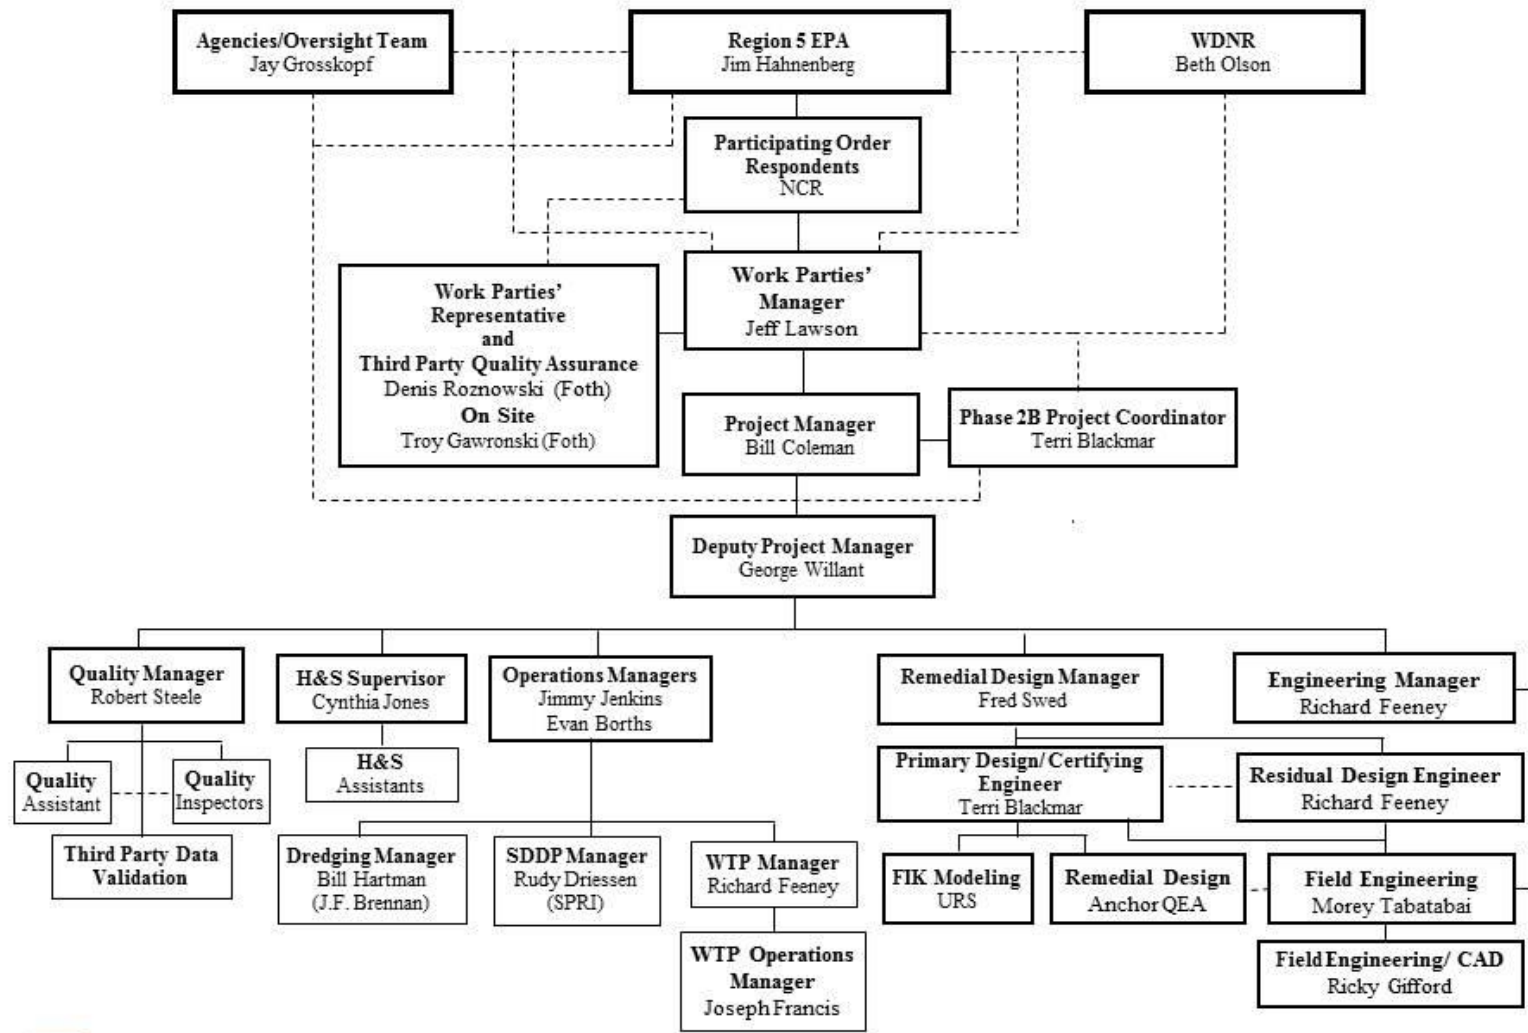 Agencies/Oversight Team
Jay Grosskopf
Region 5 EPA
Jim Hahnenberg
WDNR
Beth Olson
Participating Order
Respondents
NCR
Work Parties'
Manager
Jeff Lawson
Work Parties'
Representative
and
Third Party Quality Assurance
Denis Roznowski (Foth)
On Site
Troy Gawronski (Foth)
Project Manager
Bill Coleman
Phase 2B Project Coordinator
Terri Blackmar
Deputy Project Manager
George Willant
Quality Manager
Robert Steele
H&S Supervisor
Cynthia Jones
Operations Managers
Jimmy Jenkins
Evan Borths
Remedial Design Manager
Fred Swed
Engineering Manager
Richard Feeney
Quality
Assistant
Quality
Inspectors
H&S
Assistants
Primary Design/Certifying
Engineer
Terri Blackmar
Residual Design Engineer
Richard Feeney
Third Party Data
Validation
Dredging Manager
Bill Hartman
(J.F. Brennan)
SDDP Manager
Rudy Driessen
(SPRI)
WTP Manager
Richard Feeney
FIK Modeling
URS
Remedial Design
Anchor QEA
Field Engineering
Morey Tabatabai
WTP Operations
Manager
Joseph Francis
Field Engineering/ CAD
Ricky Gifford